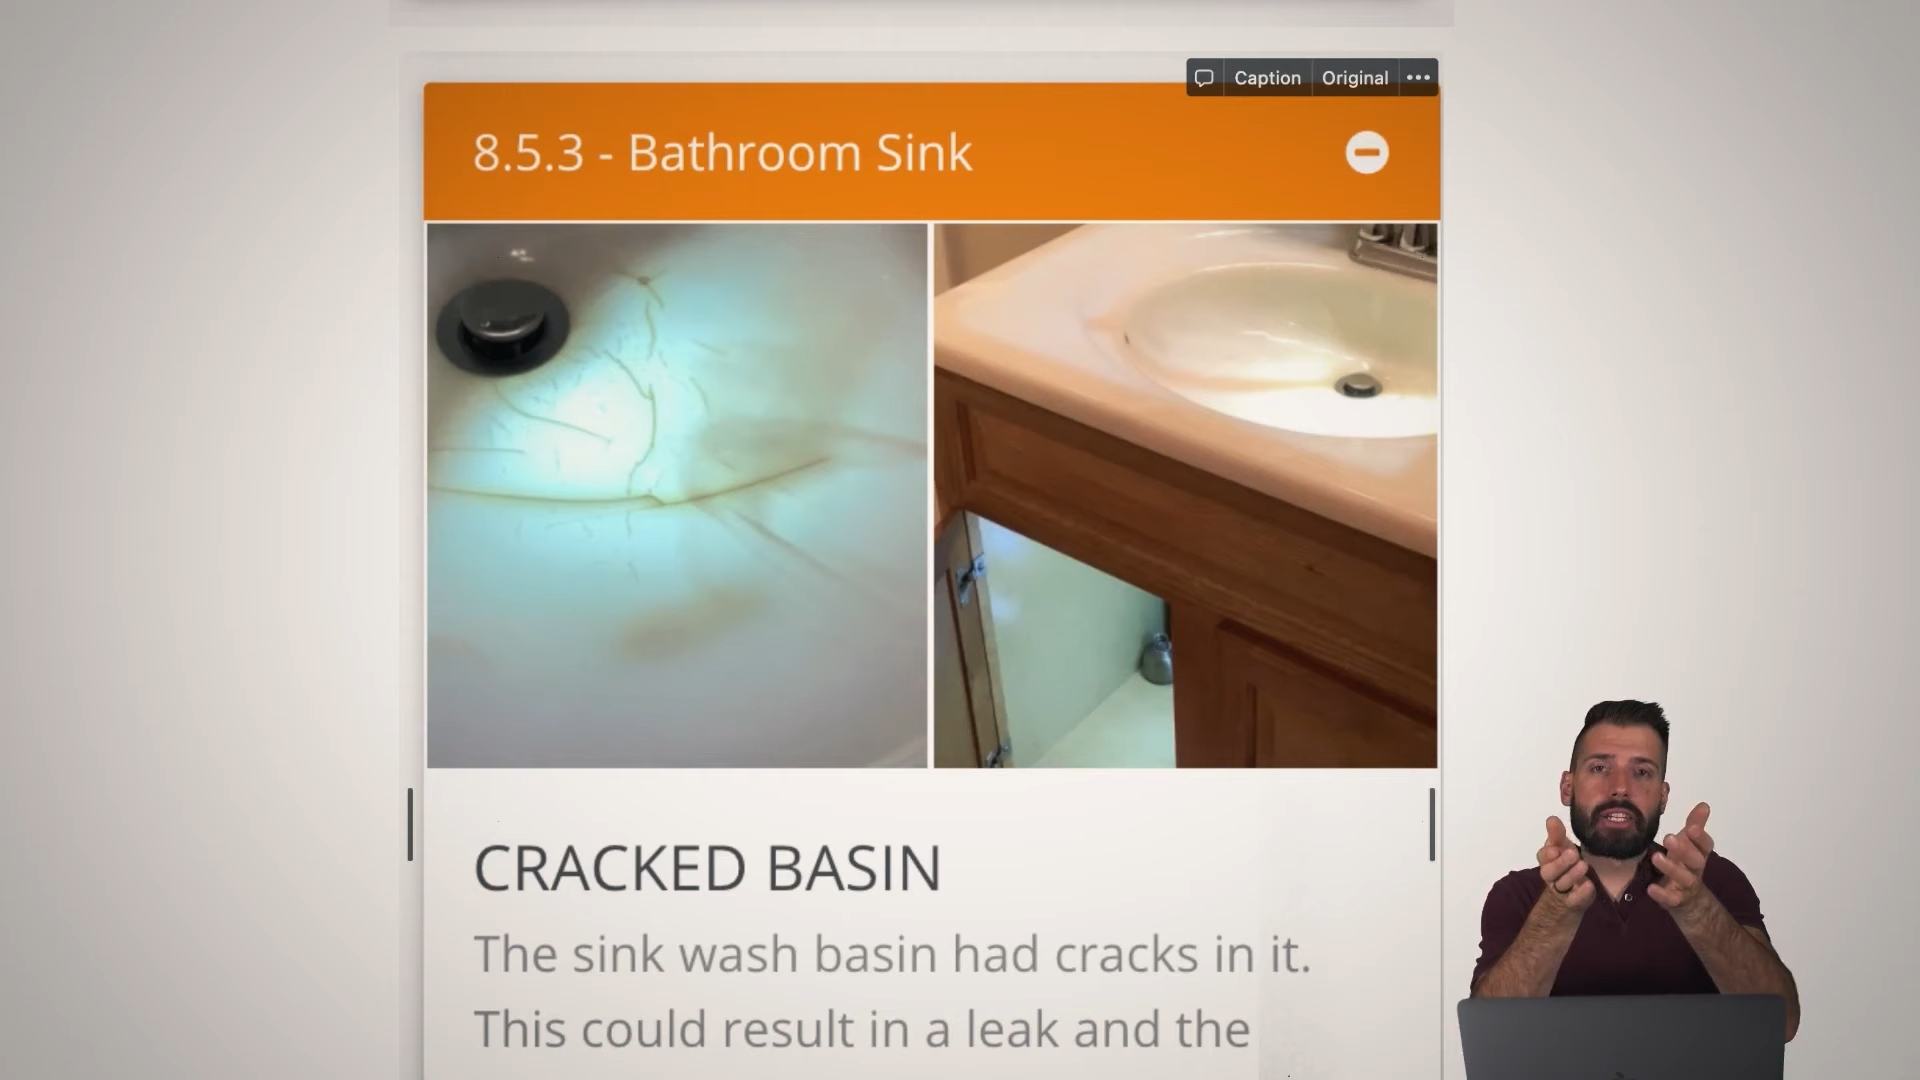 Caption
Original
8.5.3 - Bathroom Sink
CRACKED BASIN
The sink wash basin had cracks in it.
This could result in a leak and the